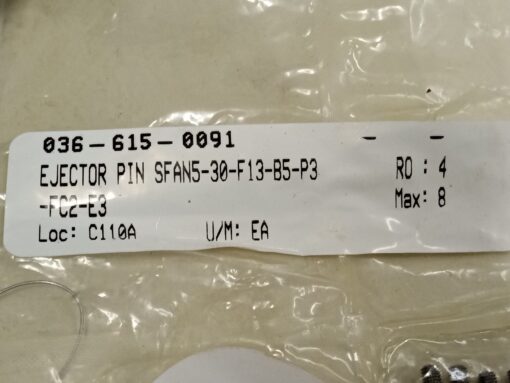 036-615-0091 - -
EJECTOR PIN SFAN5-30-F13-B5-P3 RO : 4
-FC2-E3 Max: 8
Loc: C110A U/M: EA